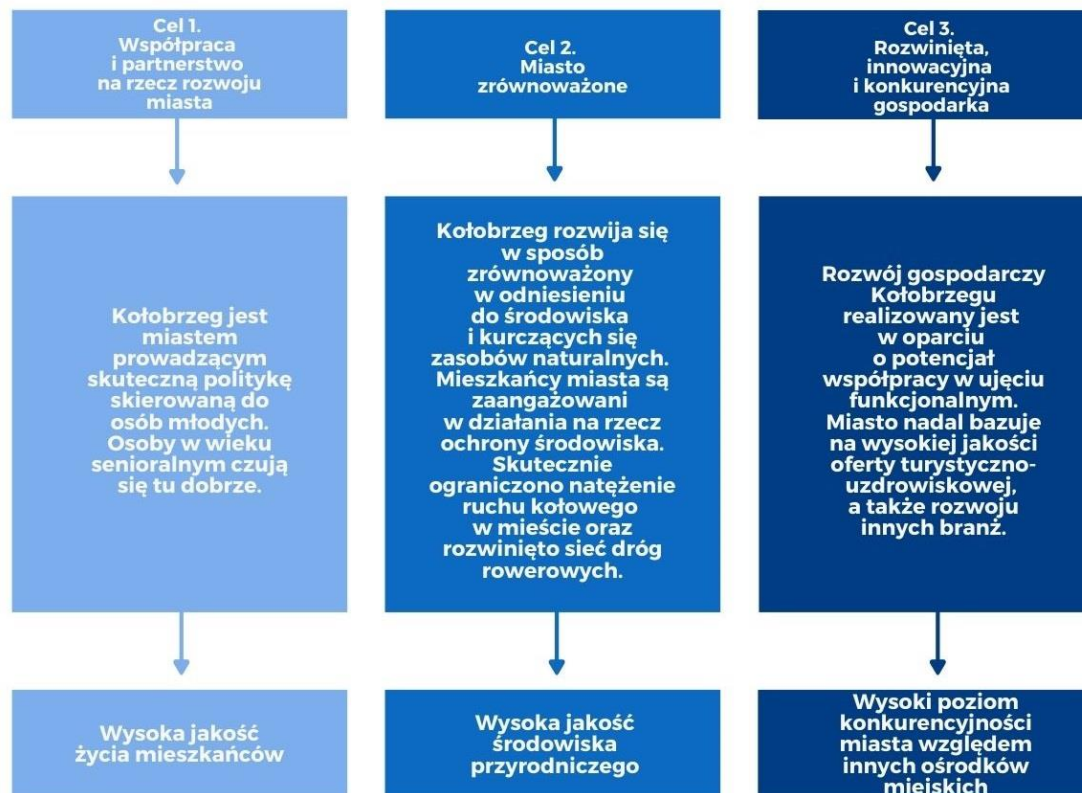 Cel 1.
Współpraca
i partnerstwo
na rzecz rozwoju
miasta
Kołobrzeg jest
miastem
prowadzącym
skuteczną politykę
skierowaną do
osób młodych.
Osoby w wieku
senioralnym czują
się tu dobrze.
Wysoka jakość
życia mieszkańców
Cel 2.
Miasto
zrównoważone
Kołobrzeg rozwija się
w sposób
zrównoważony
w odniesieniu
do środowiska
i kurczących się
zasobów naturalnych.
Mieszkańcy miasta są
zaangażowani
w działania na rzecz
ochrony środowiska.
Skutecznie
ograniczono natężenie
ruchu kołowego
w mieście oraz
rozwinięto sieć dróg
rowerowych.
Wysoka jakość
środowiska
przyrodniczego
Cel 3.
Rozwinięta,
innowacyjna
i konkurencyjna
gospodarka
Rozwój gospodarczy
Kołobrzegu
realizowany jest
w oparciu
o potencjał
współpracy w ujęciu
funkcjonalnym.
Miasto nadal bazuje
na wysokiej jakości
oferty turystyczno-
uzdrowiskowej,
a także rozwoju
innych branż.
Wysoki poziom
konkurencyjności
miasta względem
innych ośrodków
miejskich